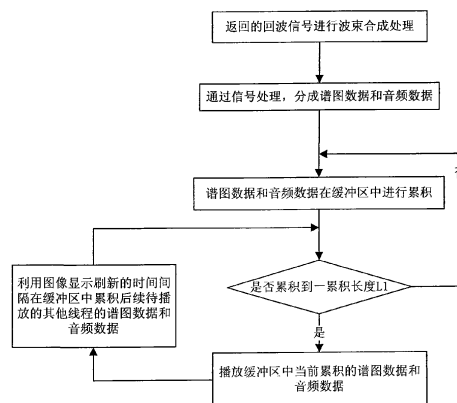 返回的回波信号进行波束合成处理
通过信号处理，分成谱图数据和音频数据
谱图数据和音频数据在缓冲区中进行累积
利用图像显示刷新的时间间
隔在缓冲区中累积后续待播
放的其他线程的谱图数据和
音频数据
是否累积到一累积长度L1
是
播放缓冲区中当前累积的谱图数据和
音频数据